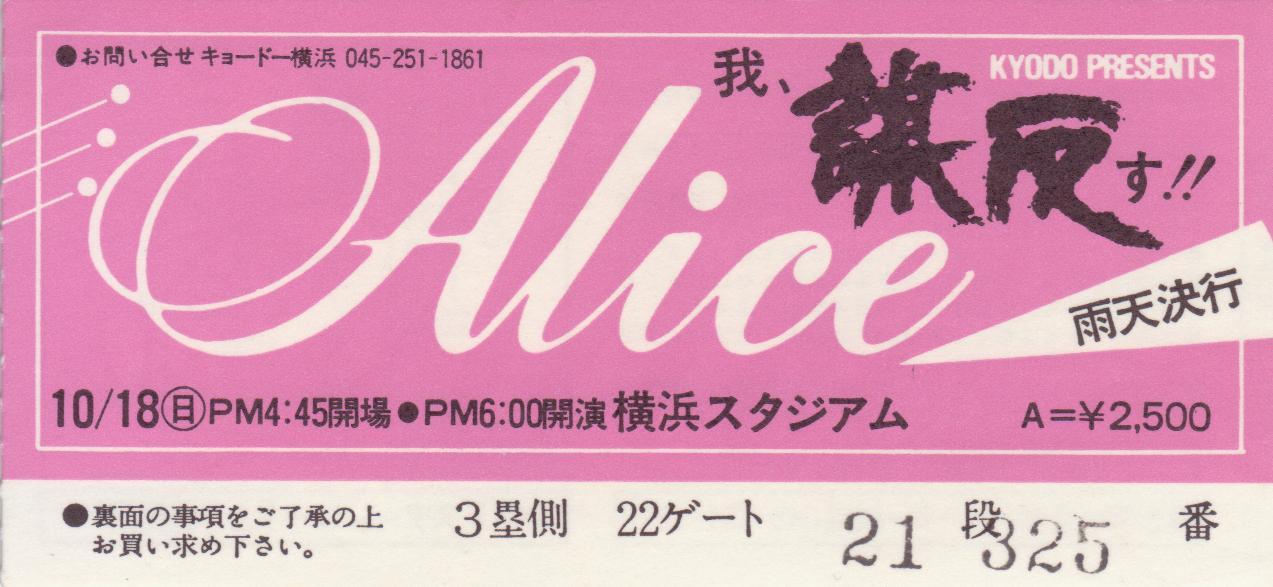 ●お問い合せ キョードー横浜 045-251-1861
我、謀反す!!
KYODO PRESENTS
Alice
雨天決行
10/18㊐PM4:45開場●PM6:00開演 横浜スタジアム A=¥2,500
●裏面の事項をご了承の上
お買い求め下さい。
3塁側 22ゲート 21 段 325 番